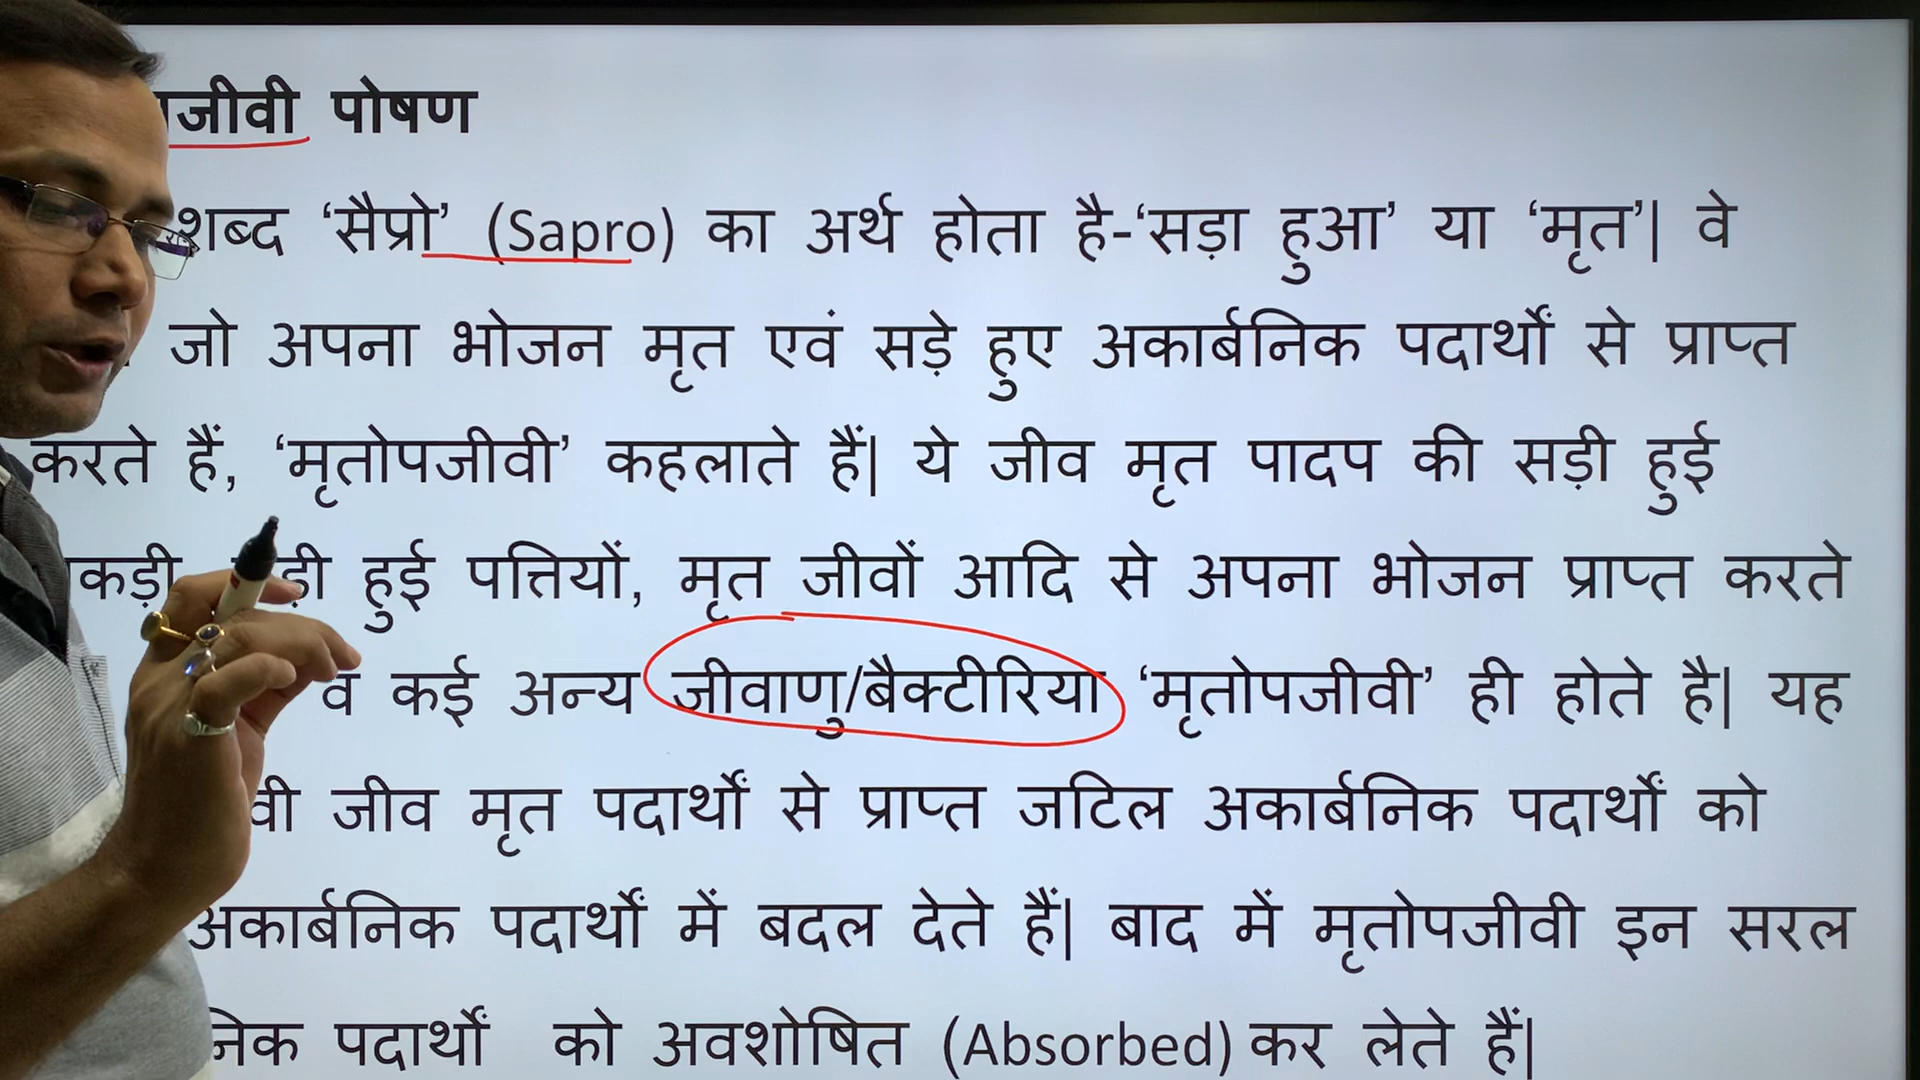 पोषण
शब्द ‘सैप्रो’ (Sapro) का अर्थ होता है-‘सड़ा हुआ’ या ‘मृत’| वे
जो अपना भोजन मृत एवं सड़े हुए अकार्बनिक पदार्थों से प्राप्त
करते हैं, ‘मृतोपजीवी’ कहलाते हैं| ये जीव मृत पादप की सड़ी हुई
हुई पत्तियों, मृत जीवों आदि से अपना भोजन प्राप्त करते
व कई अन्य जीवाणु/बैक्टीरिया ‘मृतोपजीवी’ ही होते है| यह
जीव मृत पदार्थों से प्राप्त जटिल अकार्बनिक पदार्थों को
अकार्बनिक पदार्थों में बदल देते हैं| बाद में मृतोपजीवी इन सरल
पदार्थों को अवशोषित (Absorbed) कर लेते हैं|